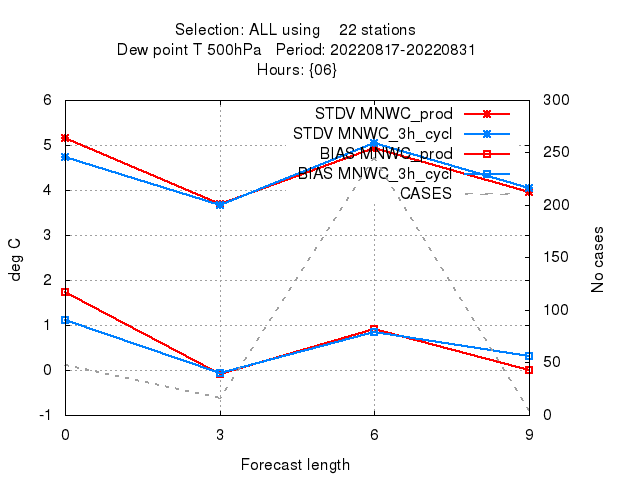 Selection: ALL using 22 stations
Dew point T 500hPa Period: 20220817-20220831
Hours: {06}
6 300
STDV MNWC_prod
STDV MNWC_3h_cycl
5 250
BIAS MNWC_prod
BIAS MNWC_3h_cycl
4 200
CASES
3 150
deg C
No cases
2 100
1 50
0
-1 0
0 3 6 9
Forecast length